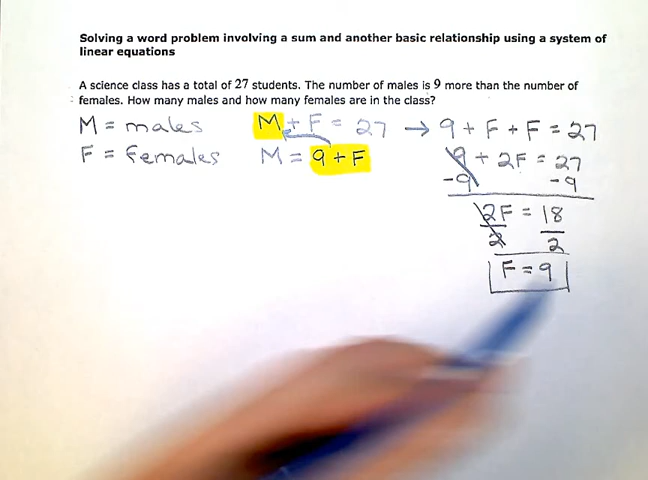 Solving a word problem involving a sum and another basic relationship using a system of
linear equations
A science class has a total of 27 students. The number of males is 9 more than the number of
females. How many males and how many females are in the class?
M = males
F = females
M + F = 27 → 9 + F + F = 27
M = 9 + F
9 + 2F = 27
-9 -9
2F = 18
2 2
F = 9